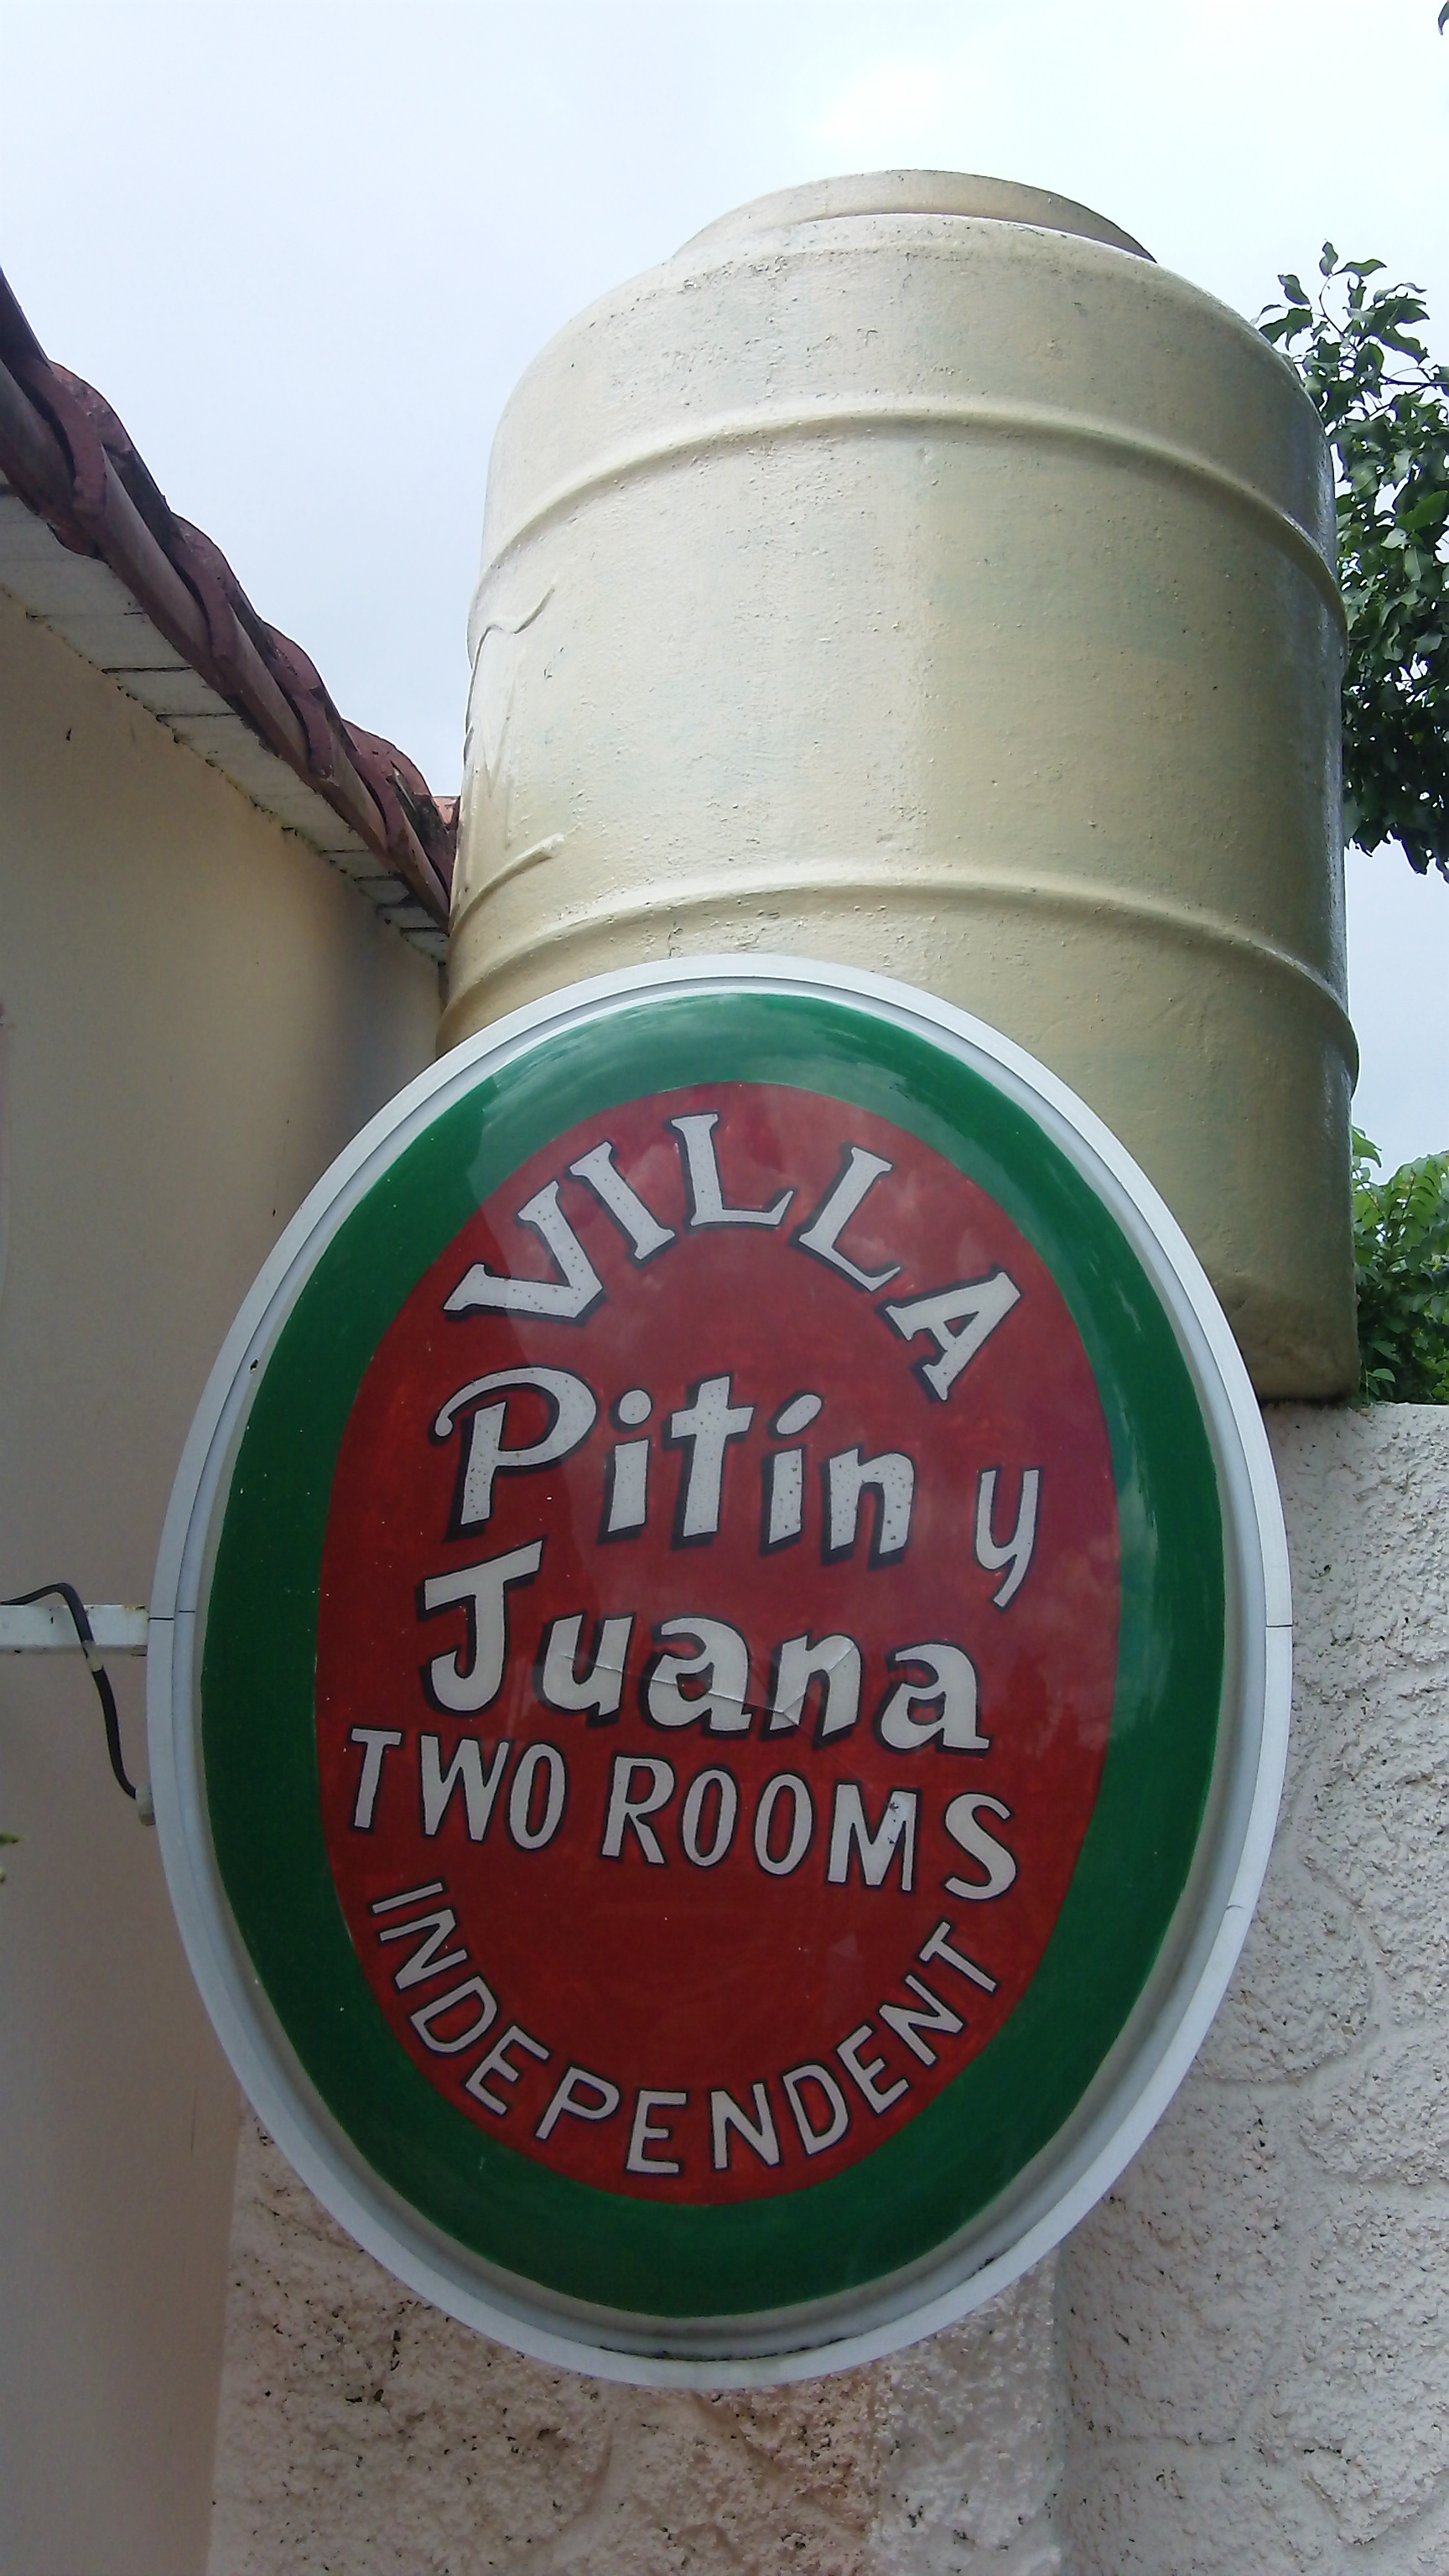 VILLA
Pitín y
Juana
TWO ROOMS
INDEPENDENT